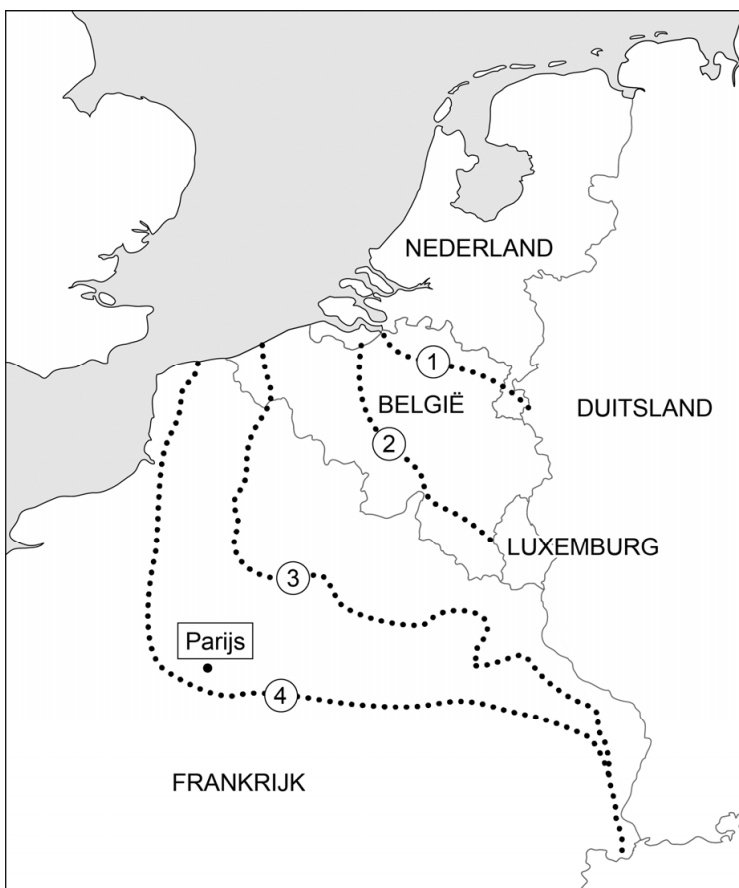 NEDERLAND
1
BELGIË
DUITSLAND
2
LUXEMBURG
3
Parijs
4
FRANKRIJK